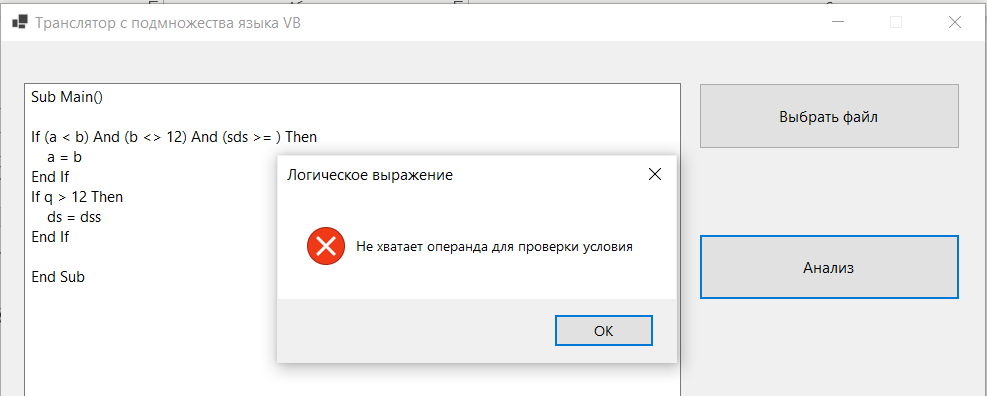 Транслятор с подмножества языка VB
Sub Main()
If (a < b) And (b <> 12) And (sds >= ) Then
a = b
End If
If q > 12 Then
ds = dss
End If
End Sub
Выбрать файл
Анализ
Логическое выражение
Не хватает операнда для проверки условия
OK